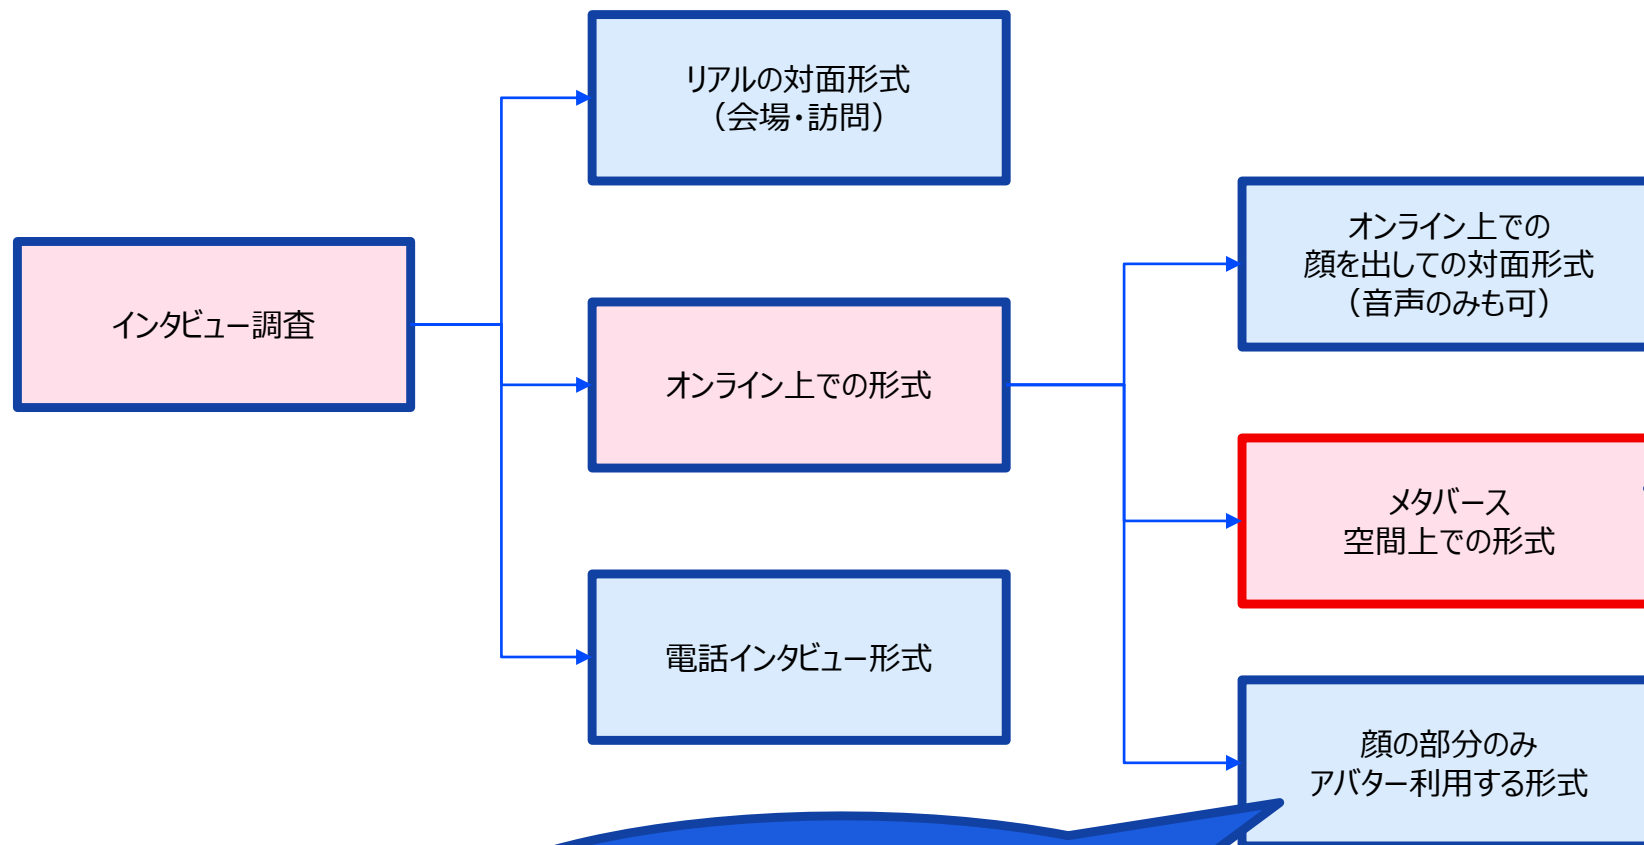 リアルの対面形式
（会場・訪問）
インタビュー調査
オンライン上での形式
電話インタビュー形式
オンライン上での
顔を出しての対面形式
（音声のみも可）
メタバース
空間上での形式
顔の部分のみ
アバター利用する形式